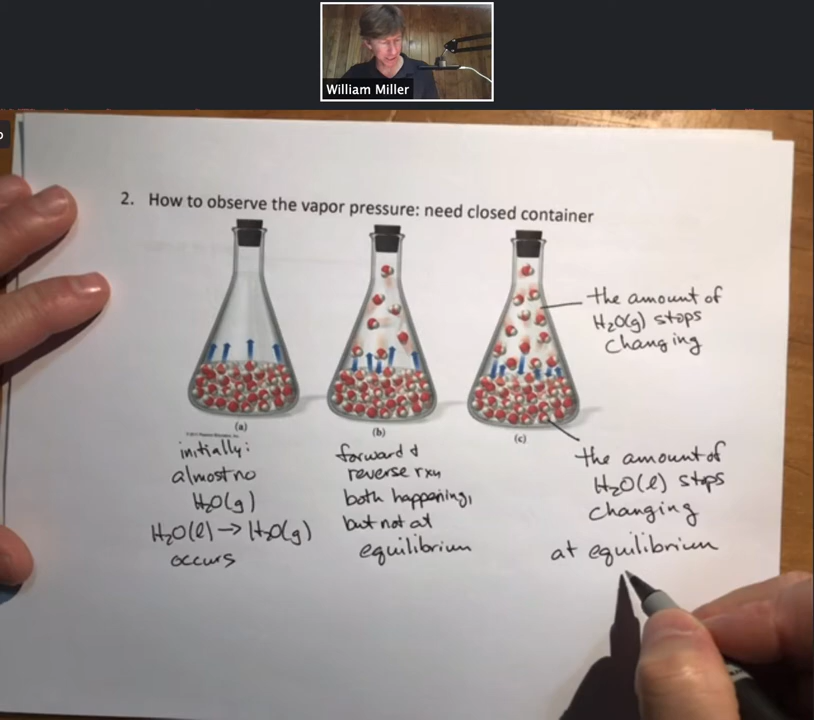 William Miller
2. How to observe the vapor pressure: need closed container
the amount of
H₂O(g) stops
changing
(a)
(b)
(c)
initially:
almost no
H₂O(g)
H₂O(l) → H₂O(g)
occurs
forward &
reverse rxn
both happening,
but not at
equilibrium
the amount of
H₂O(l) stops
changing
at equilibrium